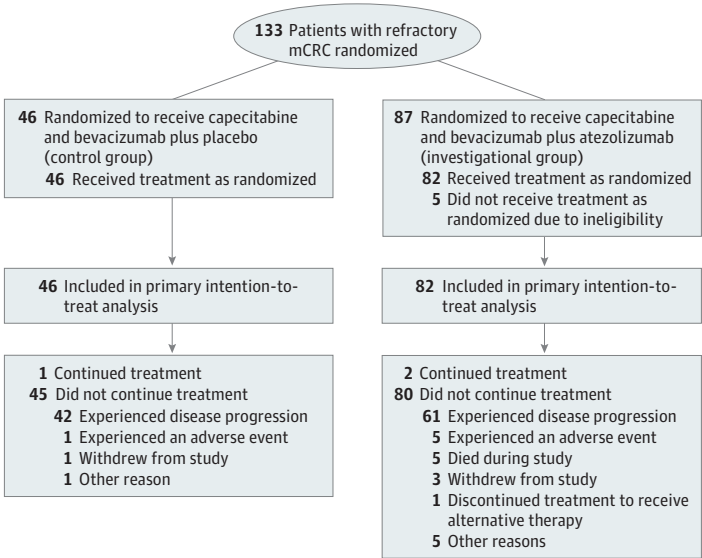 133 Patients with refractory
mCRC randomized
46 Randomized to receive capecitabine
and bevacizumab plus placebo
(control group)
46 Received treatment as randomized
87 Randomized to receive capecitabine
and bevacizumab plus atezolizumab
(investigational group)
82 Received treatment as randomized
5 Did not receive treatment as
randomized due to ineligibility
46 Included in primary intention-to-
treat analysis
82 Included in primary intention-to-
treat analysis
1 Continued treatment
45 Did not continue treatment
42 Experienced disease progression
1 Experienced an adverse event
1 Withdrew from study
1 Other reason
2 Continued treatment
80 Did not continue treatment
61 Experienced disease progression
5 Experienced an adverse event
5 Died during study
3 Withdrew from study
1 Discontinued treatment to receive
alternative therapy
5 Other reasons